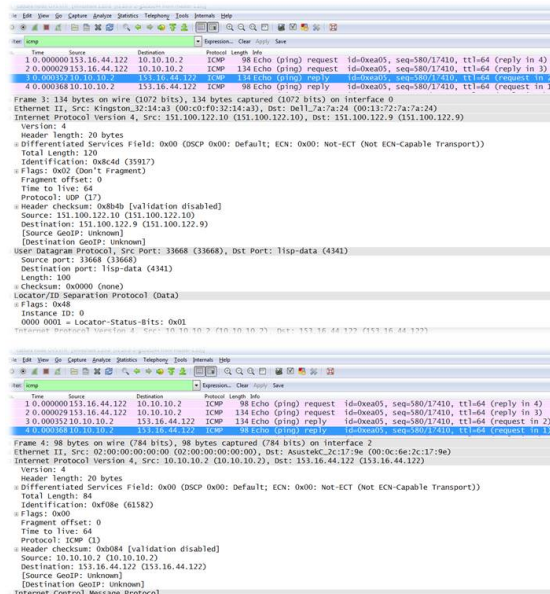 File Edit View Go Capture Analyze Statistics Telephony Tools Internals Help
icmp Expression... Clear Apply Save
Time Source Destination Protocol Length Info
1 0.000000 153.16.44.122 10.10.10.2 ICMP 98 Echo (ping) request id=0xea05, seq=580/17410, ttl=64 (reply in 4)
2 0.000029 153.16.44.122 10.10.10.2 ICMP 134 Echo (ping) request id=0xea05, seq=580/17410, ttl=64 (reply in 3)
3 0.000352 10.10.10.2 153.16.44.122 ICMP 134 Echo (ping) reply id=0xea05, seq=580/17410, ttl=64 (request in 2
4 0.000368 10.10.10.2 153.16.44.122 ICMP 98 Echo (ping) reply id=0xea05, seq=580/17410, ttl=64 (request in 1
Frame 3: 134 bytes on wire (1072 bits), 134 bytes captured (1072 bits) on interface 0
Ethernet II, Src: Kingston_32:14:a3 (00:c0:f0:32:14:a3), Dst: Dell_7a:7a:24 (00:13:72:7a:7a:24)
Internet Protocol Version 4, Src: 151.100.122.10 (151.100.122.10), Dst: 151.100.122.9 (151.100.122.9)
Version: 4
Header length: 20 bytes
Differentiated Services Field: 0x00 (DSCP 0x00: Default; ECN: 0x00: Not-ECT (Not ECN-Capable Transport))
Total Length: 120
Identification: 0x8c4d (35917)
Flags: 0x02 (Don't Fragment)
Fragment offset: 0
Time to live: 64
Protocol: UDP (17)
Header checksum: 0x8b4b [validation disabled]
Source: 151.100.122.10 (151.100.122.10)
Destination: 151.100.122.9 (151.100.122.9)
[Source GeoIP: Unknown]
[Destination GeoIP: Unknown]
User Datagram Protocol, Src Port: 33668 (33668), Dst Port: lisp-data (4341)
Source port: 33668 (33668)
Destination port: lisp-data (4341)
Length: 100
Checksum: 0x0000 (none)
Locator/ID Separation Protocol (Data)
Flags: 0x48
Instance ID: 0
0000 0001 = Locator-Status-Bits: 0x01
Internet Protocol Version 4, Src: 10.10.10.2 (10.10.10.2), Dst: 153.16.44.122 (153.16.44.122)
Edit View Go Capture Analyze Statistics Telephony Tools Internals Help
icmp Expression... Clear Apply Save
Time Source Destination Protocol Length Info
1 0.000000 153.16.44.122 10.10.10.2 ICMP 98 Echo (ping) request id=0xea05, seq=580/17410, ttl=64 (reply in 4)
2 0.000029 153.16.44.122 10.10.10.2 ICMP 134 Echo (ping) request id=0xea05, seq=580/17410, ttl=64 (reply in 3)
3 0.000352 10.10.10.2 153.16.44.122 ICMP 134 Echo (ping) reply id=0xea05, seq=580/17410, ttl=64 (request in 2)
4 0.000368 10.10.10.2 153.16.44.122 ICMP 98 Echo (ping) reply id=0xea05, seq=580/17410, ttl=64 (request in 1)
Frame 4: 98 bytes on wire (784 bits), 98 bytes captured (784 bits) on interface 2
Ethernet II, Src: 02:00:00:00:00:00 (02:00:00:00:00:00), Dst: AsustekC_2c:17:9e (00:0c:6e:2c:17:9e)
Internet Protocol Version 4, Src: 10.10.10.2 (10.10.10.2), Dst: 153.16.44.122 (153.16.44.122)
Version: 4
Header length: 20 bytes
Differentiated Services Field: 0x00 (DSCP 0x00: Default; ECN: 0x00: Not-ECT (Not ECN-Capable Transport))
Total Length: 84
Identification: 0xf08e (61582)
Flags: 0x00
Fragment offset: 0
Time to live: 64
Protocol: ICMP (1)
Header checksum: 0xb084 [validation disabled]
Source: 10.10.10.2 (10.10.10.2)
Destination: 153.16.44.122 (153.16.44.122)
[Source GeoIP: Unknown]
[Destination GeoIP: Unknown]
Internet Control Message Protocol